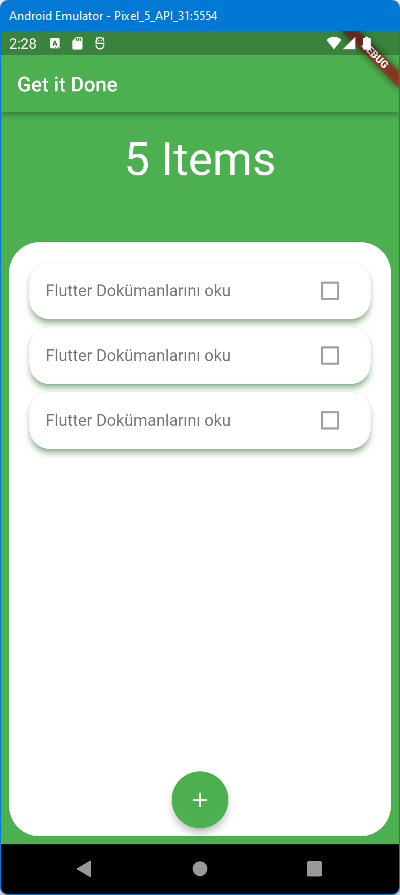 Android Emulator - Pixel_5_API_31:5554
2:28
A
DEBUG
Get it Done
5 Items
Flutter Dokümanlarını oku
Flutter Dokümanlarını oku
Flutter Dokümanlarını oku
+